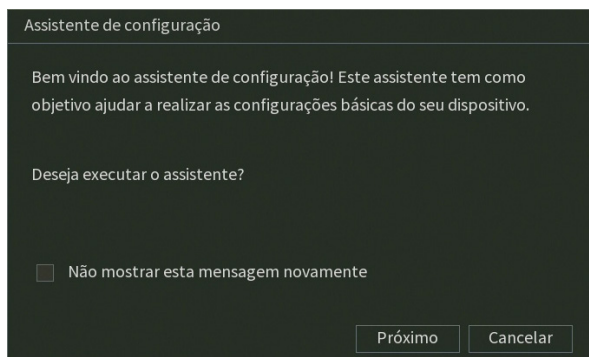 Assistente de configuração
Bem vindo ao assistente de configuração! Este assistente tem como
objetivo ajudar a realizar as configurações básicas do seu dispositivo.
Deseja executar o assistente?
Não mostrar esta mensagem novamente
Próximo
Cancelar